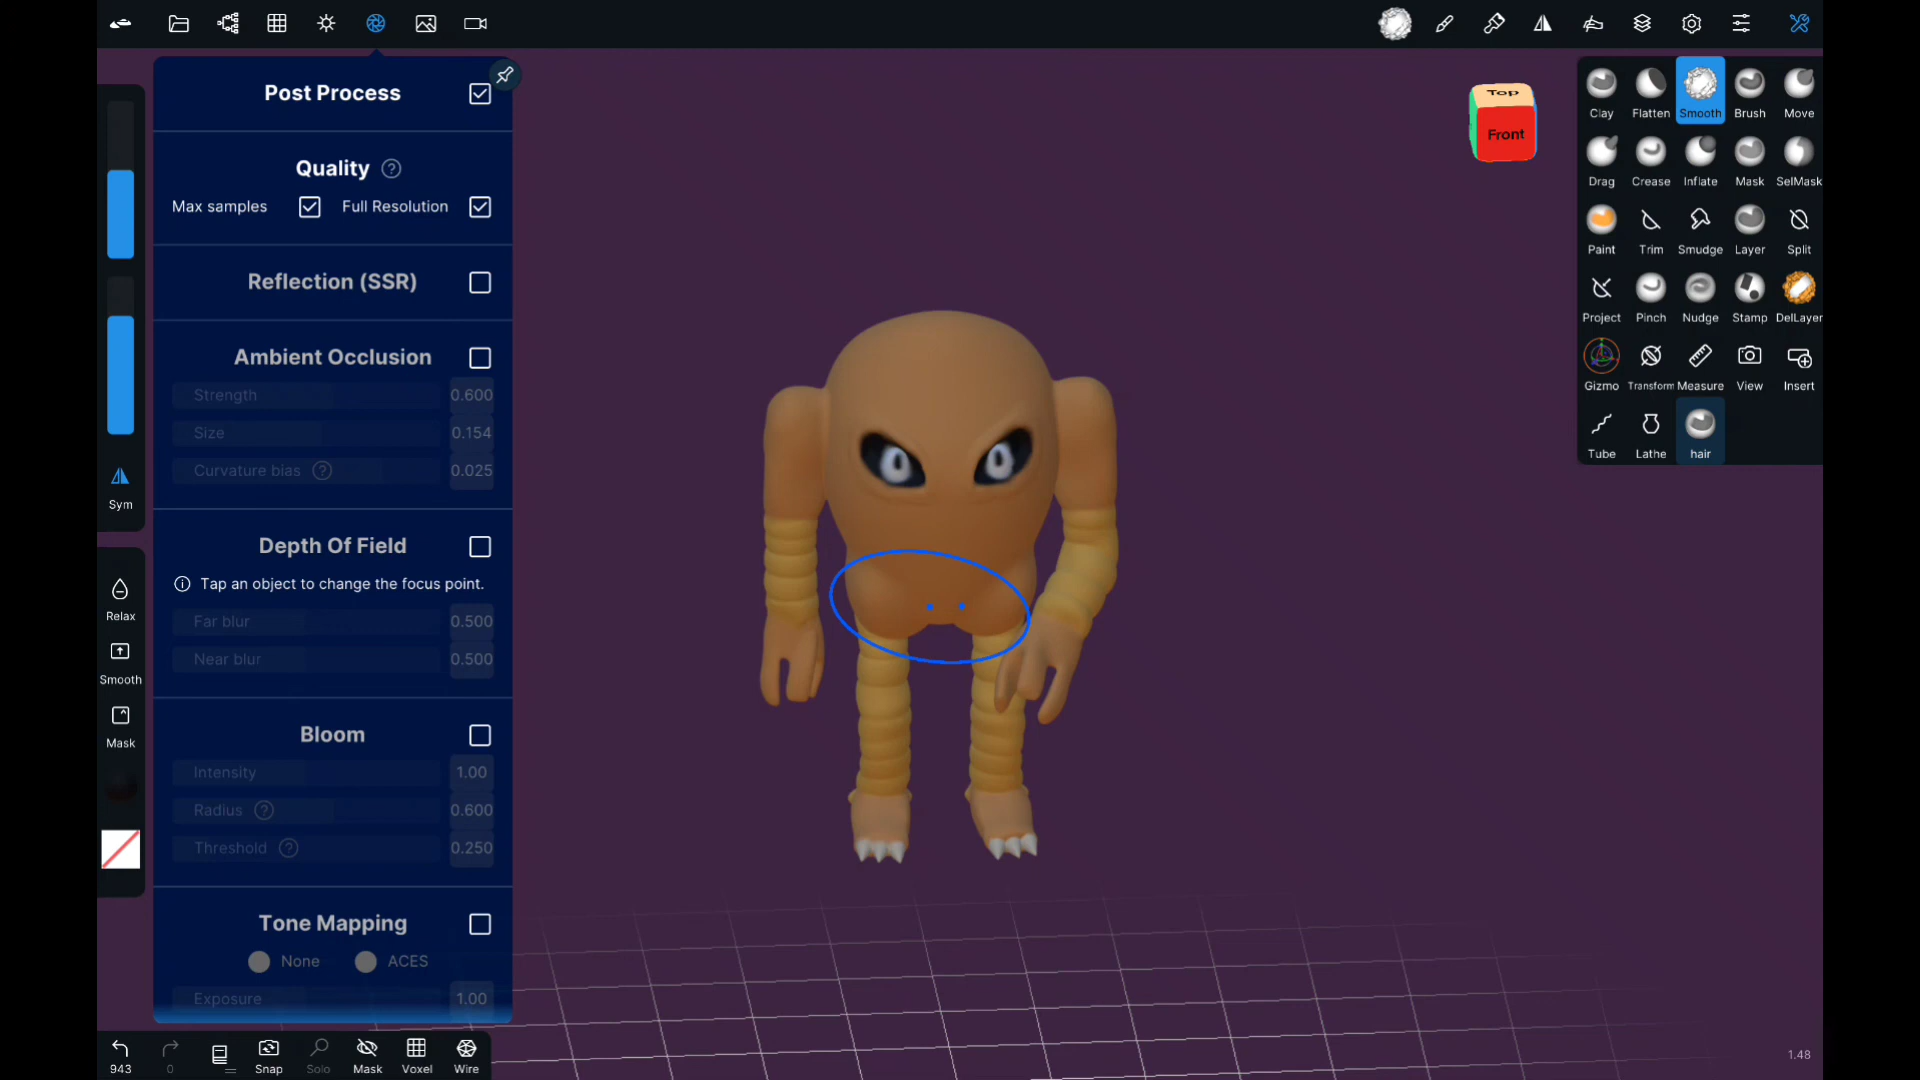 Post Process
Quality ?
Max samples Full Resolution
Reflection (SSR)
Ambient Occlusion
Strength 0.600
Size 0.154
Curvature bias ? 0.025
Depth Of Field
Tap an object to change the focus point.
Far blur 0.500
Near blur 0.500
Bloom
Intensity 1.00
Radius ? 0.600
Threshold ? 0.250
Tone Mapping
None ACES
Exposure 1.00
Sym
Relax
Smooth
Mask
943 0 Snap Solo Mask Voxel Wire
Top
Front
Clay Flatten Smooth Brush Move
Drag Crease Inflate Mask SelMask
Paint Trim Smudge Layer Split
Project Pinch Nudge Stamp DelLayer
Gizmo Transform Measure View Insert
Tube Lathe hair
1.48